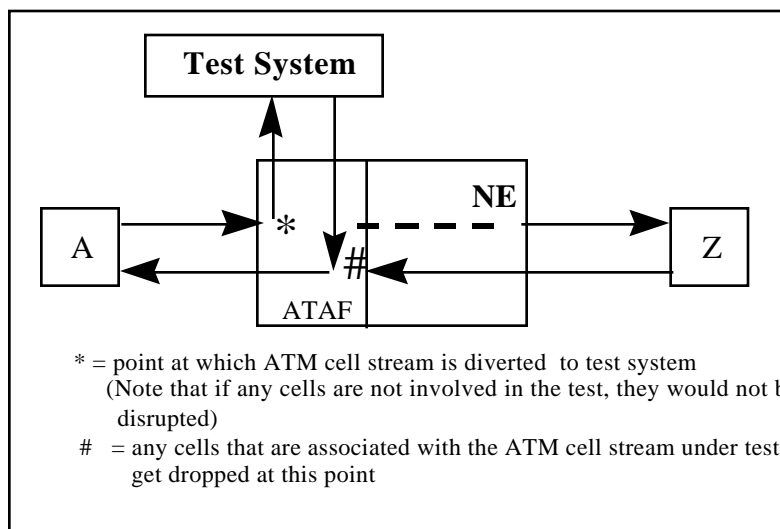 Test System
NE
A
*
Z
#
ATAF
* = point at which ATM cell stream is diverted to test system
(Note that if any cells are not involved in the test, they would not b
disrupted)
# = any cells that are associated with the ATM cell stream under test
get dropped at this point